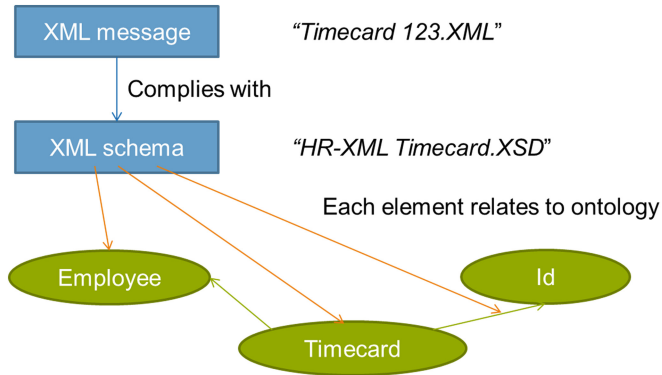 XML message
“Timecard 123.XML”
Complies with
XML schema
“HR-XML Timecard.XSD”
Each element relates to ontology
Employee
Id
Timecard